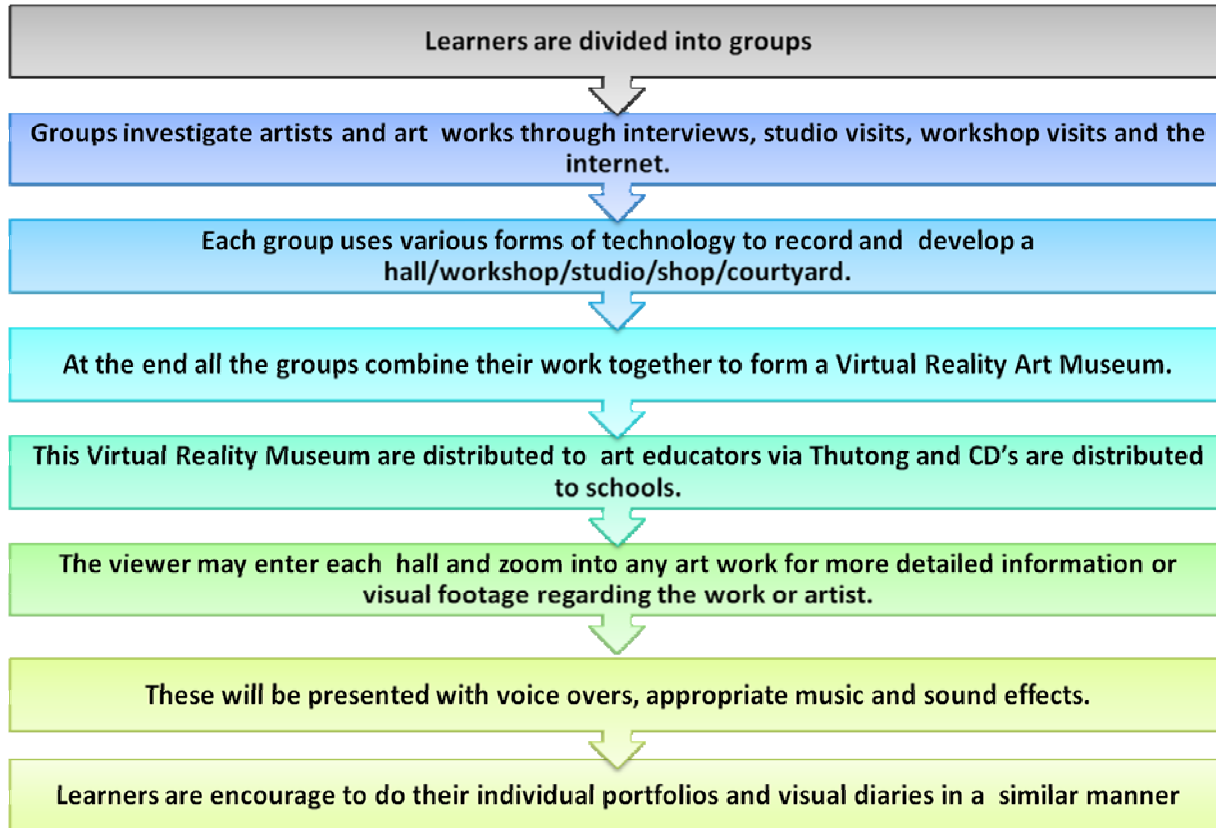 Learners are divided into groups
Groups investigate artists and art works through interviews, studio visits, workshop visits and the
internet.
Each group uses various forms of technology to record and develop a
hall/workshop/studio/shop/courtyard.
At the end all the groups combine their work together to form a Virtual Reality Art Museum.
This Virtual Reality Museum are distributed to art educators via Thutong and CD’s are distributed
to schools.
The viewer may enter each hall and zoom into any art work for more detailed information or
visual footage regarding the work or artist.
These will be presented with voice overs, appropriate music and sound effects.
Learners are encourage to do their individual portfolios and visual diaries in a similar manner